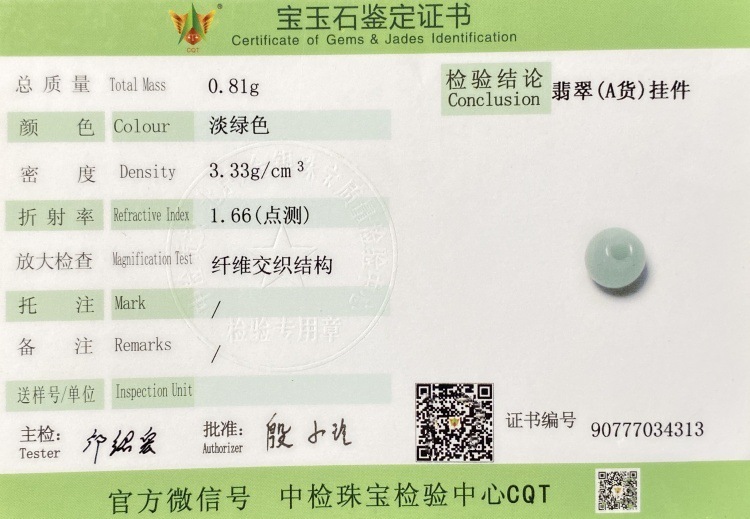 宝玉石鉴定证书
Certificate of Gems & Jades Identification
CQT
总质量 Total Mass 0.81g
颜色 Colour 淡绿色
密度 Density 3.33g/cm³
折射率 Refractive Index 1.66(点测)
放大检查 Magnification Test 纤维交织结构
托注 Mark /
备注 Remarks /
送样号/单位 Inspection Unit
检验结论 Conclusion 翡翠(A货)挂件
检验专用章
主检: Tester
批准: Authorizer 殷小玲
证书编号 90777034313
官方微信号 中检珠宝检验中心CQT